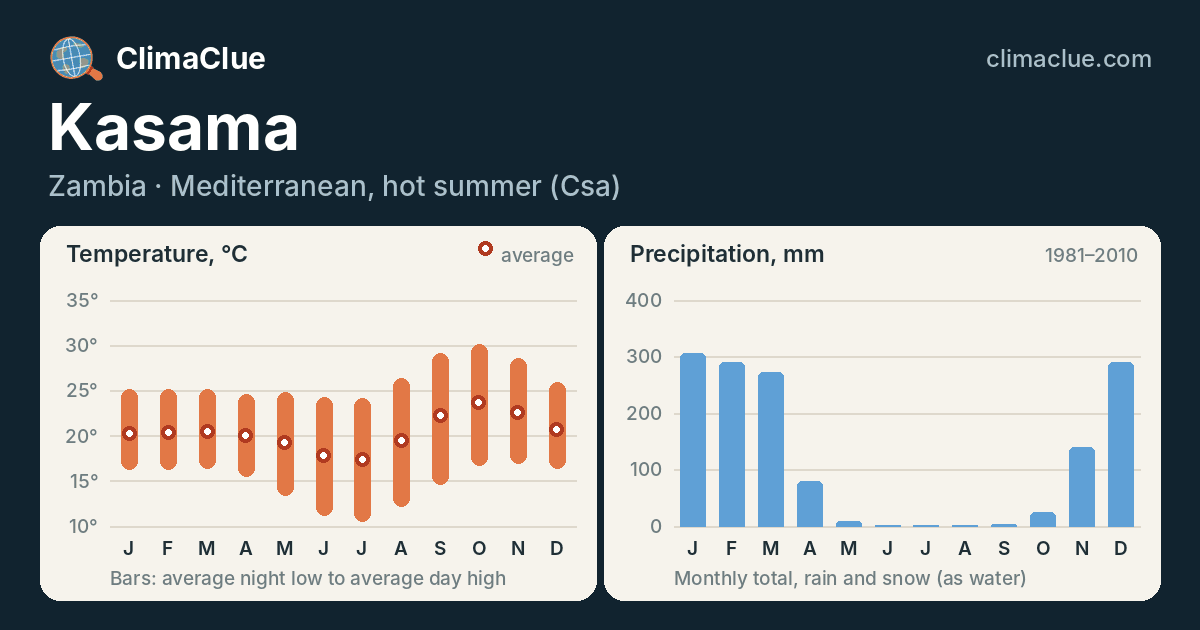 ClimaClue
climaclue.com
Kasama
Zambia · Mediterranean, hot summer (Csa)
Temperature, °C
average
35°
30°
25°
20°
15°
10°
J F M A M J J A S O N D
Bars: average night low to average day high
Precipitation, mm
1981–2010
400
300
200
100
0
J F M A M J J A S O N D
Monthly total, rain and snow (as water)